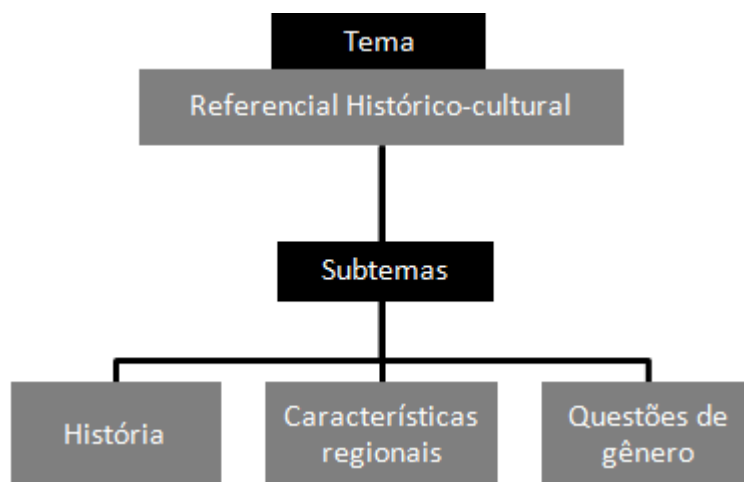 Tema
Referencial Histórico-cultural
Subtemas
História
Características
regionais
Questões de
gênero